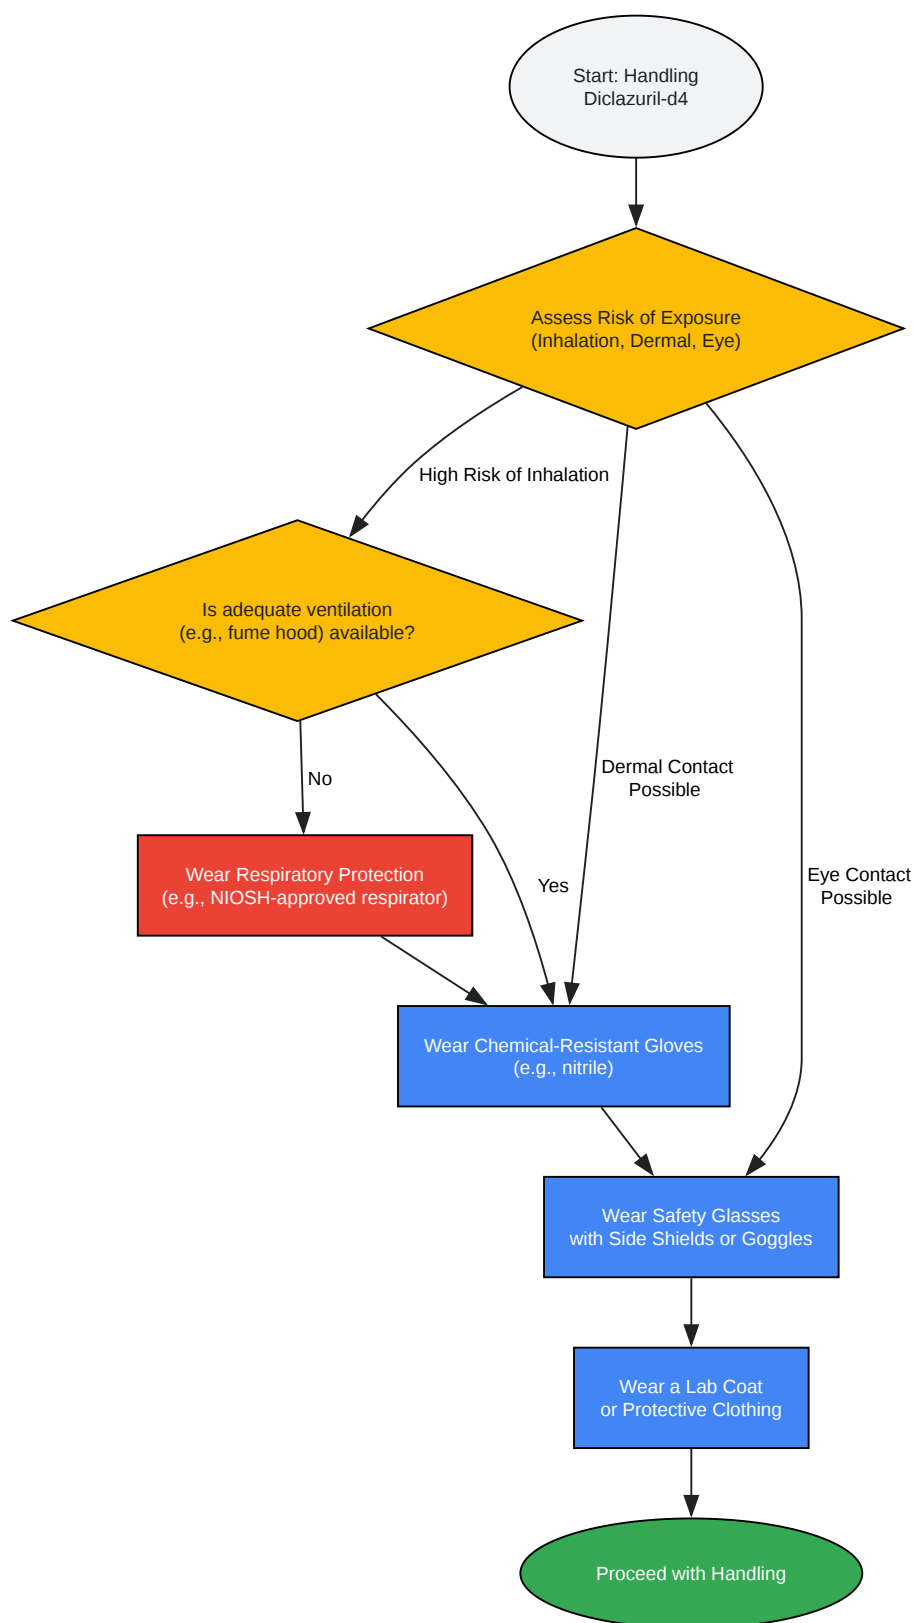 Start: Handling
Diclazuril-d4
Assess Risk of Exposure
(Inhalation, Dermal, Eye)
High Risk of Inhalation
Is adequate ventilation
(e.g., fume hood) available?
No
Dermal Contact
Possible
Wear Respiratory Protection
(e.g., NIOSH-approved respirator)
Yes
Eye Contact
Possible
Wear Chemical-Resistant Gloves
(e.g., nitrile)
Wear Safety Glasses
with Side Shields or Goggles
Wear a Lab Coat
or Protective Clothing
Proceed with Handling